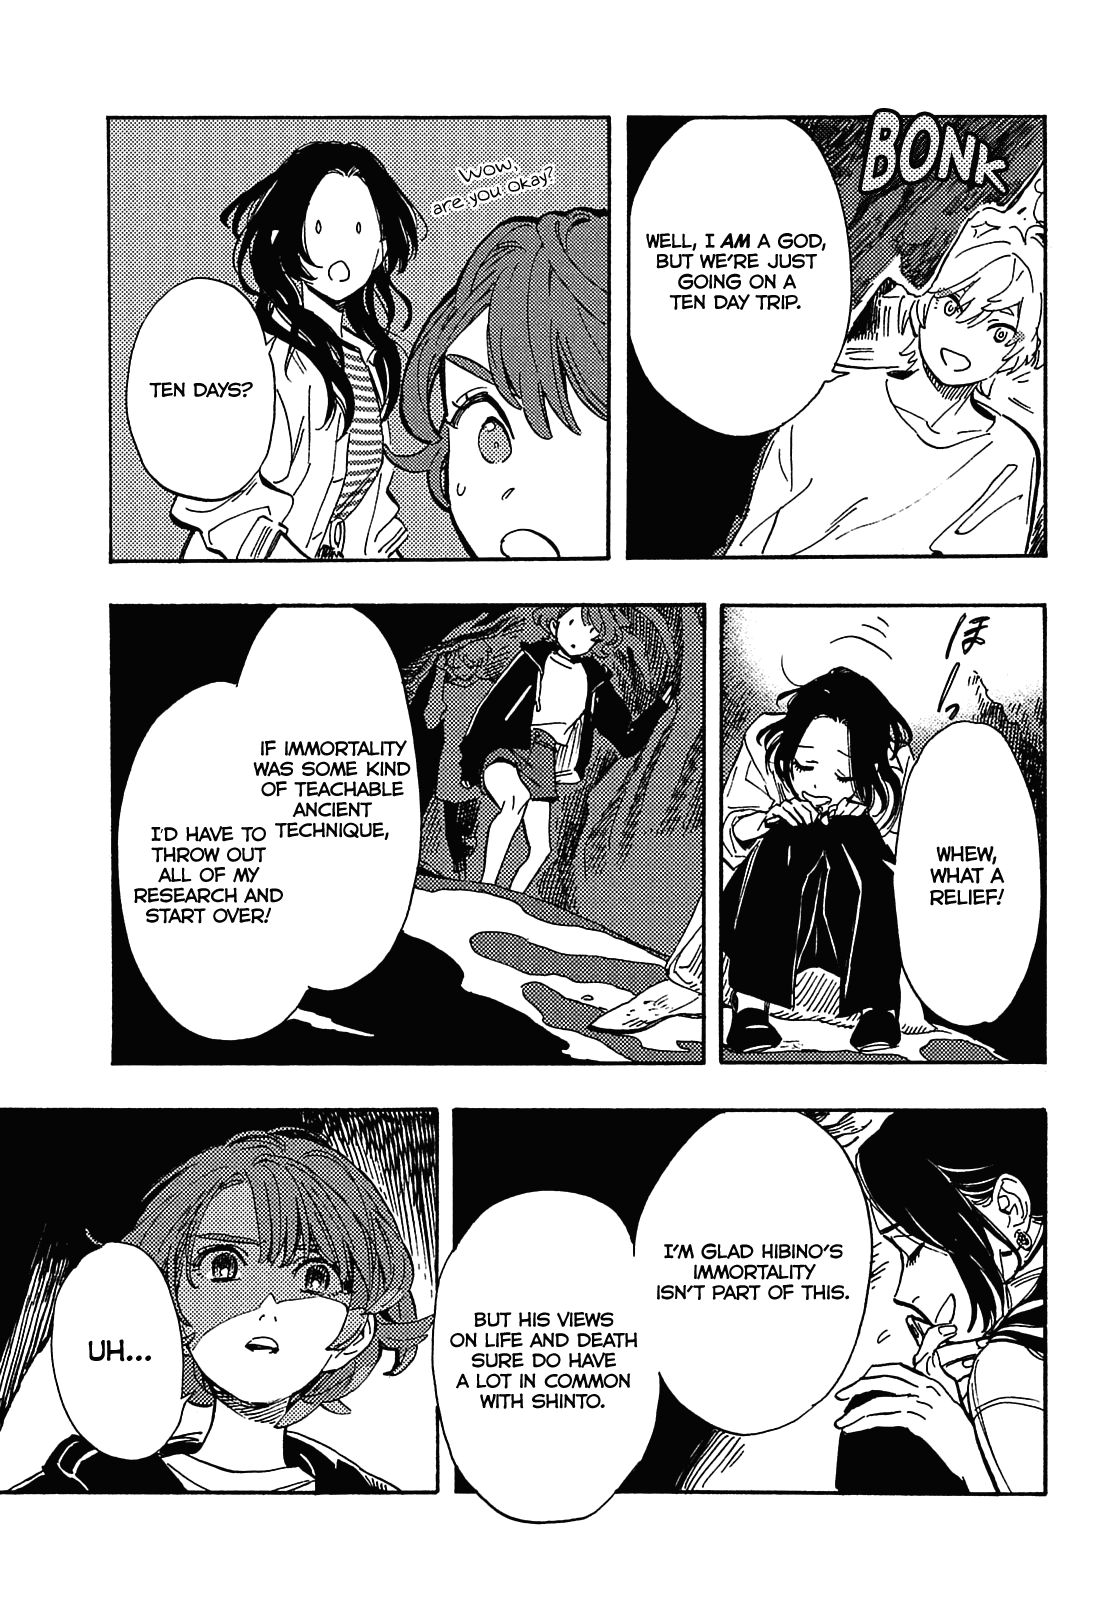 BONK
WELL, I AM A GOD,
BUT WE'RE JUST
GOING ON A
TEN DAY TRIP.
Wow,
are you okay?
TEN DAYS?
ほ
っ
WHEW,
WHAT A
RELIEF!
IF IMMORTALITY
WAS SOME KIND
OF TEACHABLE
ANCIENT
TECHNIQUE,
I'D HAVE TO
THROW OUT
ALL OF MY
RESEARCH AND
START OVER!
I'M GLAD HIBINO'S
IMMORTALITY
ISN'T PART OF THIS.
BUT HIS VIEWS
ON LIFE AND DEATH
SURE DO HAVE
A LOT IN COMMON
WITH SHINTO.
UH...